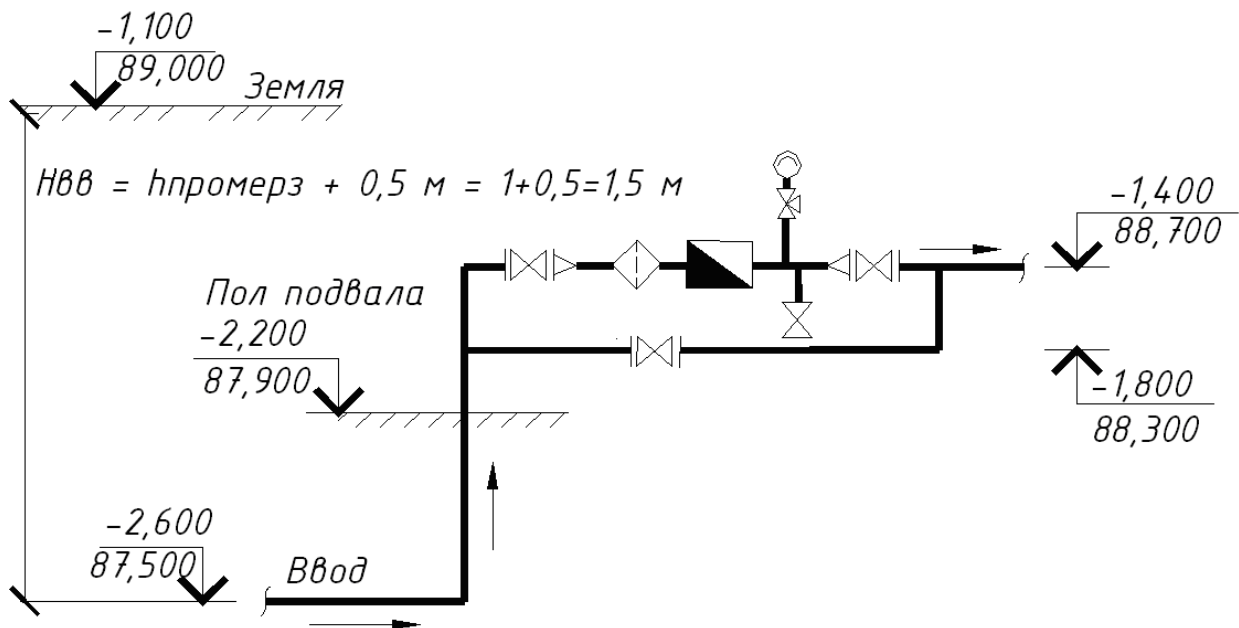 -1,100
89,000
Земля
Hвв = hпромерз + 0,5 м = 1+0,5=1,5 м
-1,400
88,700
Пол подвала
-2,200
87,900
-1,800
88,300
-2,600
87,500
Ввод